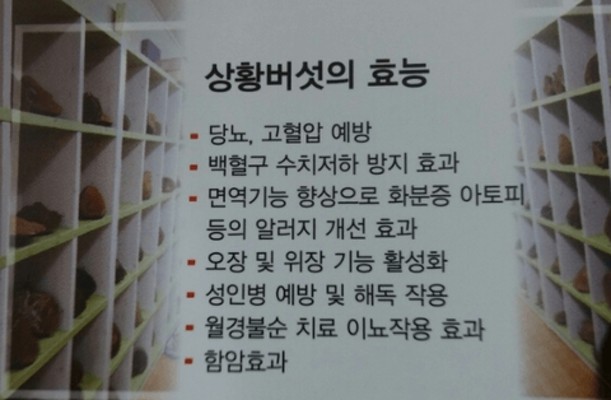 상황버섯의 효능
- 당뇨, 고혈압 예방
- 백혈구 수치저하 방지 효과
- 면역기능 향상으로 화분증 아토피
등의 알러지 개선 효과
- 오장 및 위장 기능 활성화
- 성인병 예방 및 해독 작용
- 월경불순 치료 이뇨작용 효과
- 함암효과